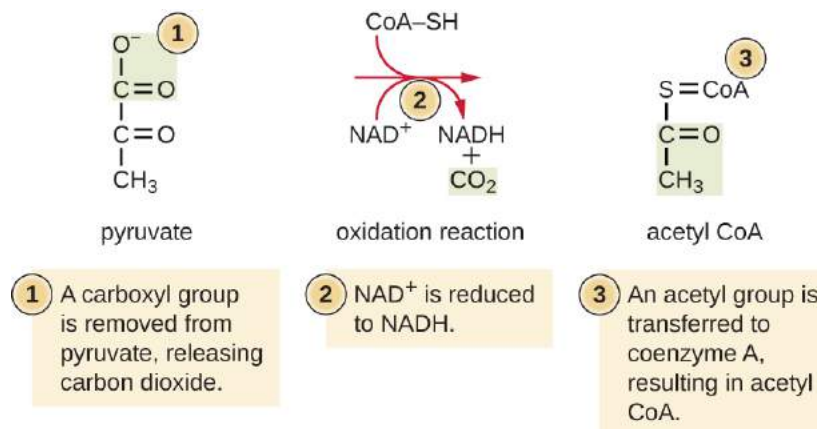 O⁻ 1
C=O
C=O
CH₃
pyruvate
CoA–SH
2
NAD⁺ NADH
+
CO₂
oxidation reaction
3
S=CoA
C=O
CH₃
acetyl CoA
1 A carboxyl group
is removed from
pyruvate, releasing
carbon dioxide.
2 NAD⁺ is reduced
to NADH.
3 An acetyl group is
transferred to
coenzyme A,
resulting in acetyl
CoA.